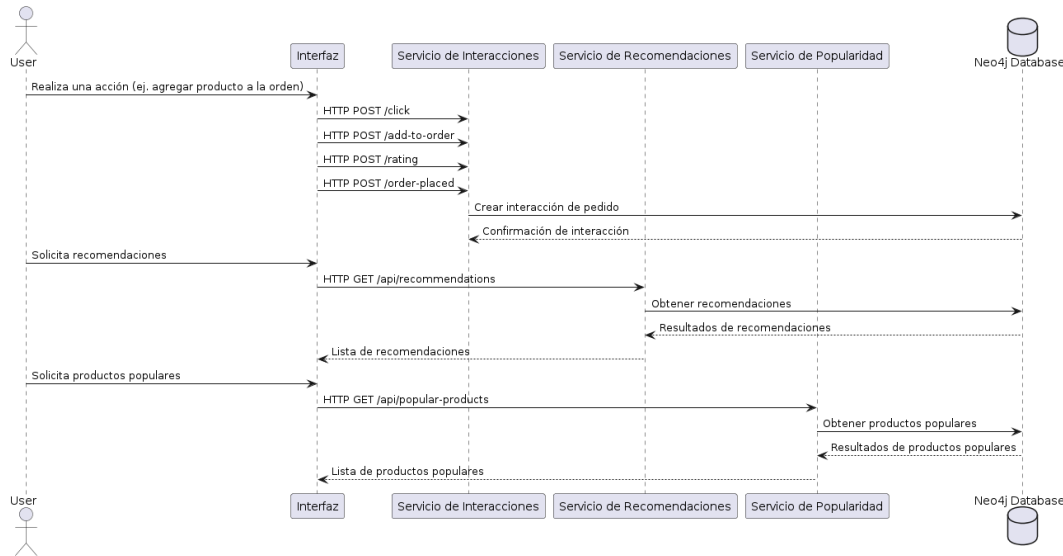 User
Interfaz
Servicio de Interacciones
Servicio de Recomendaciones
Servicio de Popularidad
Neo4j Database
Realiza una acción (ej. agregar producto a la orden)
HTTP POST /click
HTTP POST /add-to-order
HTTP POST /rating
HTTP POST /order-placed
Crear interacción de pedido
Confirmación de interacción
Solicita recomendaciones
HTTP GET /api/recommendations
Obtener recomendaciones
Resultados de recomendaciones
Lista de recomendaciones
Solicita productos populares
HTTP GET /api/popular-products
Obtener productos populares
Resultados de productos populares
Lista de productos populares
User
Interfaz
Servicio de Interacciones
Servicio de Recomendaciones
Servicio de Popularidad
Neo4j Database